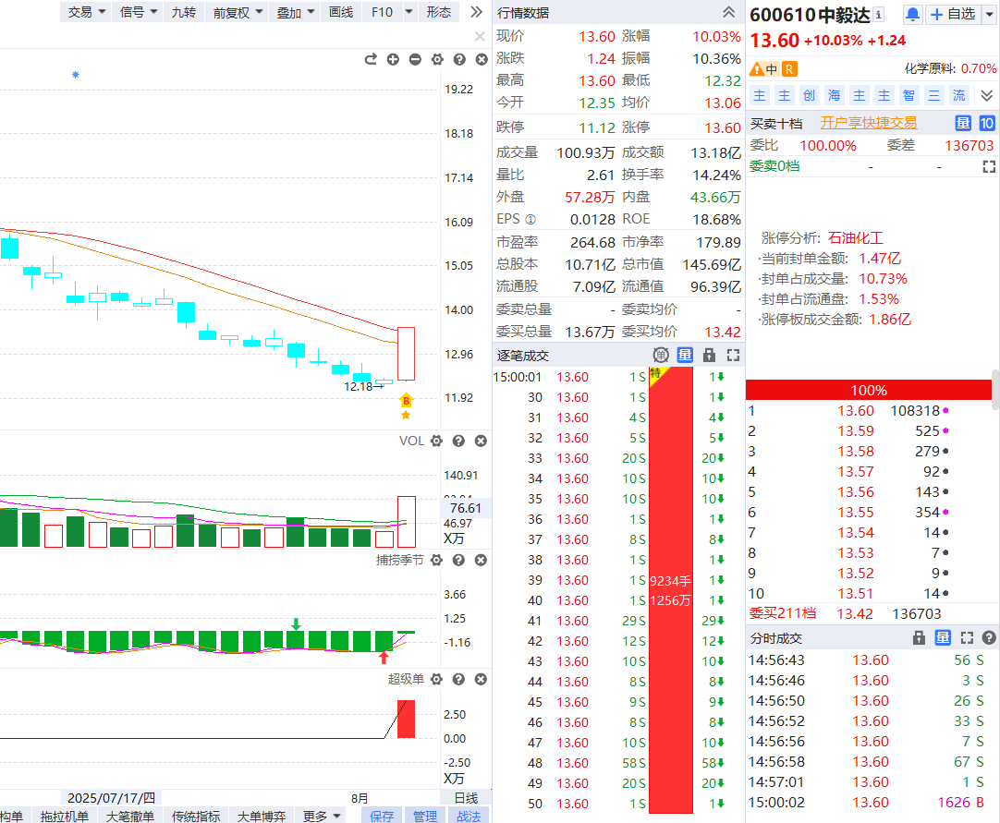 交易 信号 九转 前复权 叠加 画线 F10 形态
19.22
18.18
17.14
16.09
15.05
14.00
12.96
11.92
12.18→
B
VOL
140.91
76.61
46.97
X万
捕捞季节
3.66
1.25
-1.16
超级单
2.50
0.00
-2.50
X万
2025/07/17/四 8月 日线
构单 拖拉机单 大笔撤单 传统指标 大单博弈 更多 保存 管理 战法
行情数据
现价 13.60 涨幅 10.03%
涨跌 1.24 振幅 10.36%
最高 13.60 最低 12.32
今开 12.35 均价 13.06
跌停 11.12 涨停 13.60
成交量 100.93万 成交额 13.18亿
量比 2.61 换手率 14.24%
外盘 57.28万 内盘 43.66万
EPS ① 0.0128 ROE 18.68%
市盈率 264.68 市净率 179.89
总股本 10.71亿 总市值 145.69亿
流通股 7.09亿 流通值 96.39亿
委卖总量 - 委卖均价 -
委买总量 13.67万 委买均价 13.42
逐笔成交 单 量
特
15:00:01 13.60 1 S 1
30 13.60 1 S 1
31 13.60 4 S 4
32 13.60 5 S 5
33 13.60 20 S 20
34 13.60 10 S 10
35 13.60 10 S 10
36 13.60 1 S 1
37 13.60 8 S 8
38 13.60 1 S 1
39 13.60 1 S 9234手 1
40 13.60 1 S 1256万 1
41 13.60 29 S 29
42 13.60 12 S 12
43 13.60 10 S 10
44 13.60 8 S 8
45 13.60 9 S 9
46 13.60 8 S 8
47 13.60 10 S 10
48 13.60 58 S 58
49 13.60 20 S 20
50 13.60 1 S 1
600610 中毅达 自选
13.60 +10.03% +1.24
中 R 化学原料: 0.70%
主 主 创 海 主 主 智 三 流
买卖十档 开户享快捷交易 量 10
委比 100.00% 委差 136703
委卖0档 - -
涨停分析: 石油化工
·当前封单金额: 1.47亿
·封单占成交量: 10.73%
·封单占流通盘: 1.53%
·涨停板成交金额: 1.86亿
100%
1 13.60 108318
2 13.59 525
3 13.58 279
4 13.57 92
5 13.56 143
6 13.55 354
7 13.54 14
8 13.53 7
9 13.52 9
10 13.51 14
委买211档 13.42 136703
分时成交 量
14:56:43 13.60 56 S
14:56:46 13.60 3 S
14:56:50 13.60 26 S
14:56:52 13.60 33 S
14:56:56 13.60 7 S
14:56:58 13.60 67 S
14:57:01 13.60 1 S
15:00:02 13.60 1626 B